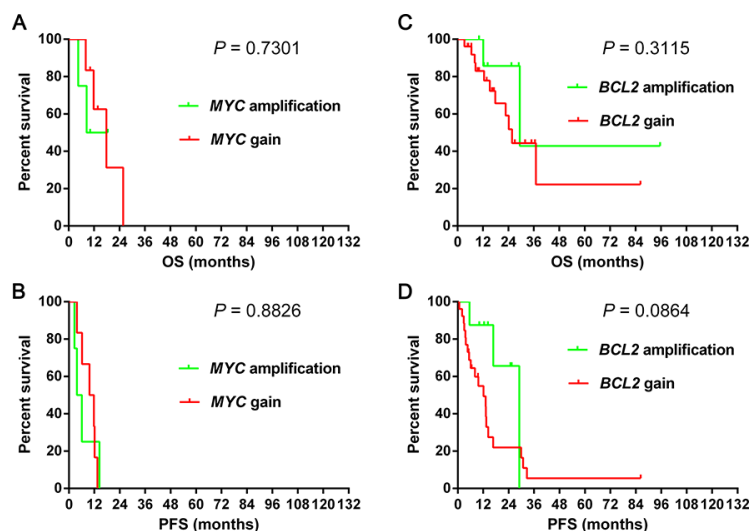 A
P = 0.7301
Percent survival
100
80
60
40
20
0
MYC amplification
MYC gain
0 12 24 36 48 60 72 84 96 108 120 132
OS (months)
C
P = 0.3115
Percent survival
100
80
60
40
20
0
BCL2 amplification
BCL2 gain
0 12 24 36 48 60 72 84 96 108 120 132
OS (months)
B
P = 0.8826
Percent survival
100
80
60
40
20
0
MYC amplification
MYC gain
0 12 24 36 48 60 72 84 96 108 120 132
PFS (months)
D
P = 0.0864
Percent survival
100
80
60
40
20
0
BCL2 amplification
BCL2 gain
0 12 24 36 48 60 72 84 96 108 120 132
PFS (months)